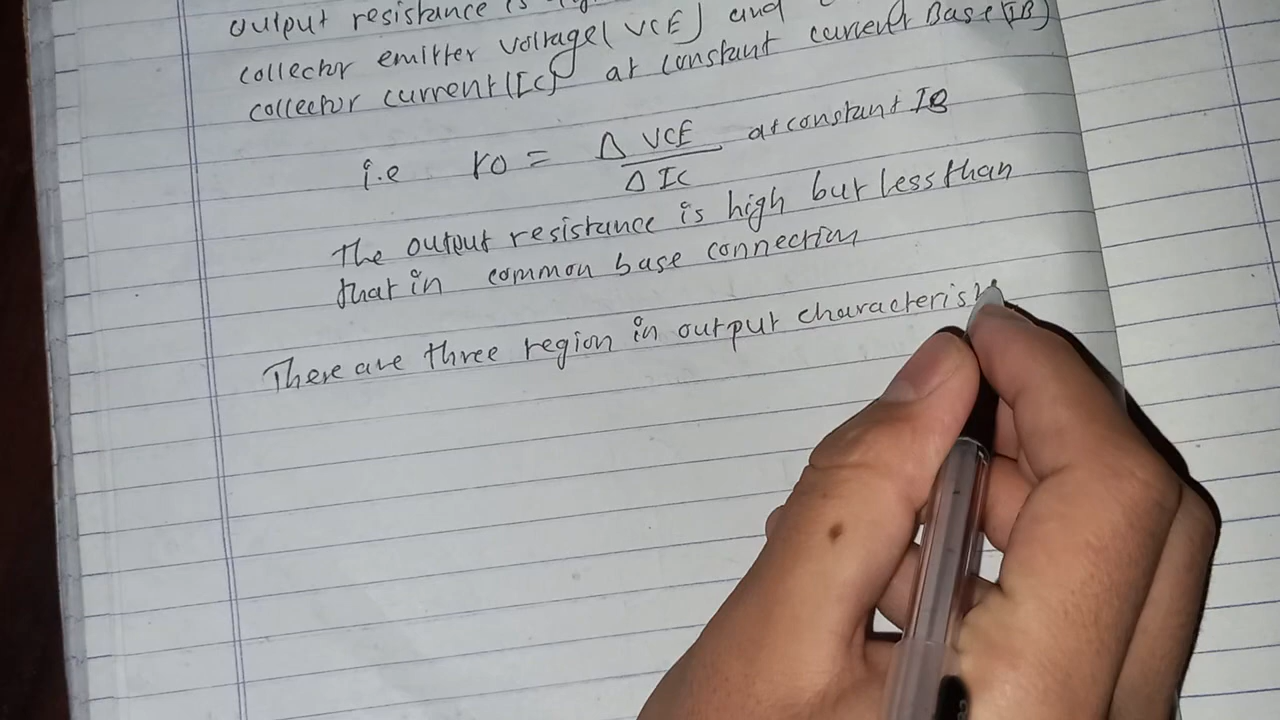 output resistance is
collector emitter voltage (VCE) and
collector current (Ic) at constant current Base (IB)
i.e ro = Δ VCE / Δ IC at constant IB
The output resistance is high but less than
that in common base connection
There are three region in output characteris